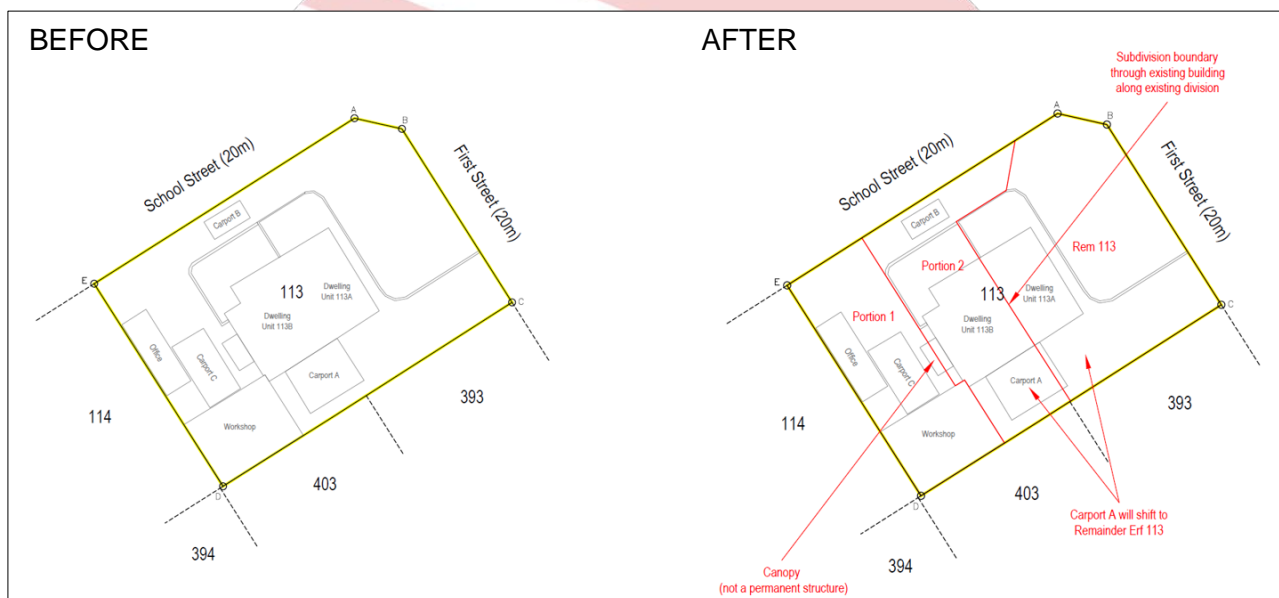 BEFORE
A
B
School Street (20m)
First Street (20m)
Carport B
E
113
Dwelling
Unit 113A
Dwelling
Unit 113B
C
Office
Carport C
Carport A
114
393
Workshop
D
403
394
AFTER
Subdivision boundary
through existing building
along existing division
A
B
School Street (20m)
First Street (20m)
Carport B
Rem 113
Portion 2
E
113
Dwelling
Unit 113A
C
Portion 1
Dwelling
Unit 113B
Office
Carport C
Carport A
114
393
Workshop
D
403
Carport A will shift to
Remainder Erf 113
394
Canopy
(not a permanent structure)